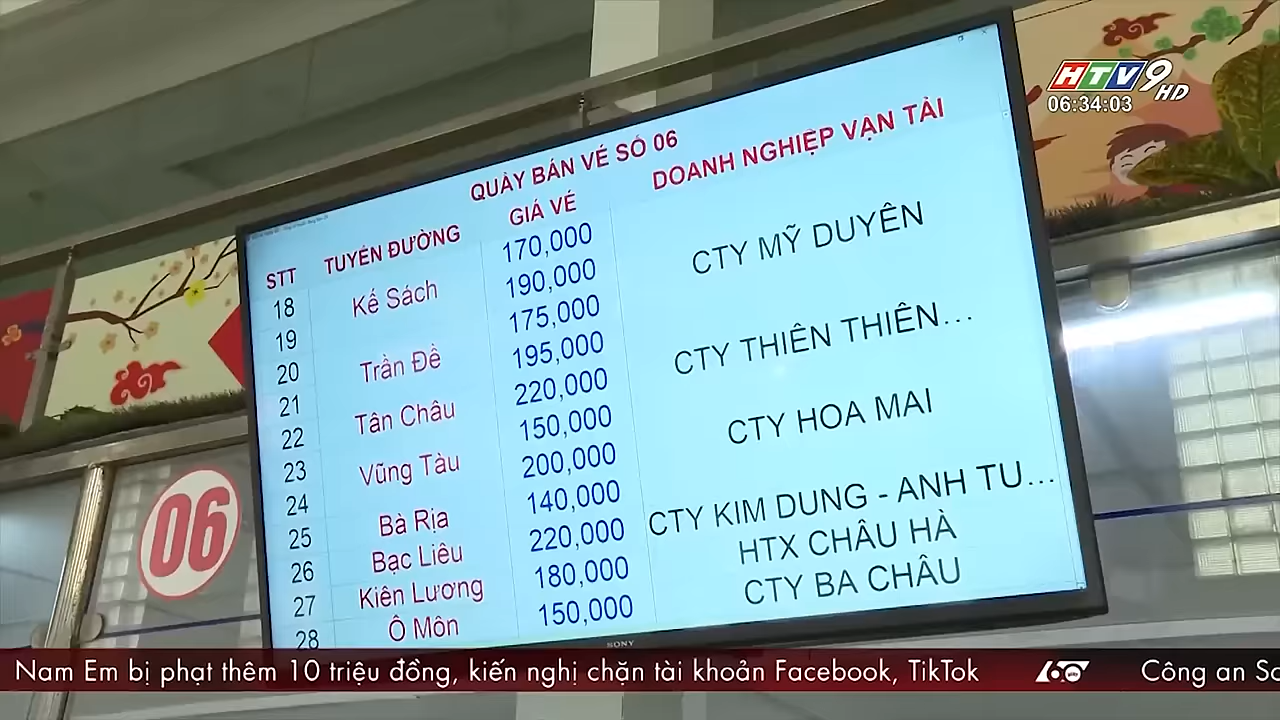 HTV9 HD
06:34:03
QUẦY BÁN VÉ SỐ 06
STT TUYẾN ĐƯỜNG GIÁ VÉ DOANH NGHIỆP VẬN TẢI
18 Kế Sách 170,000 CTY MỸ DUYÊN
19 190,000
20 Trần Đề 175,000 CTY THIÊN THIÊN...
21 195,000
22 Tân Châu 220,000 CTY HOA MAI
23 Vũng Tàu 150,000
24 200,000
25 Bà Rịa 140,000 CTY KIM DUNG - ANH TU...
26 Bạc Liêu 220,000 HTX CHÂU HÀ
27 Kiên Lương 180,000 CTY BA CHÂU
28 Ô Môn 150,000
06
SONY
Nam Em bị phạt thêm 10 triệu đồng, kiến nghị chặn tài khoản Facebook, TikTok 60 giây Công an Sở